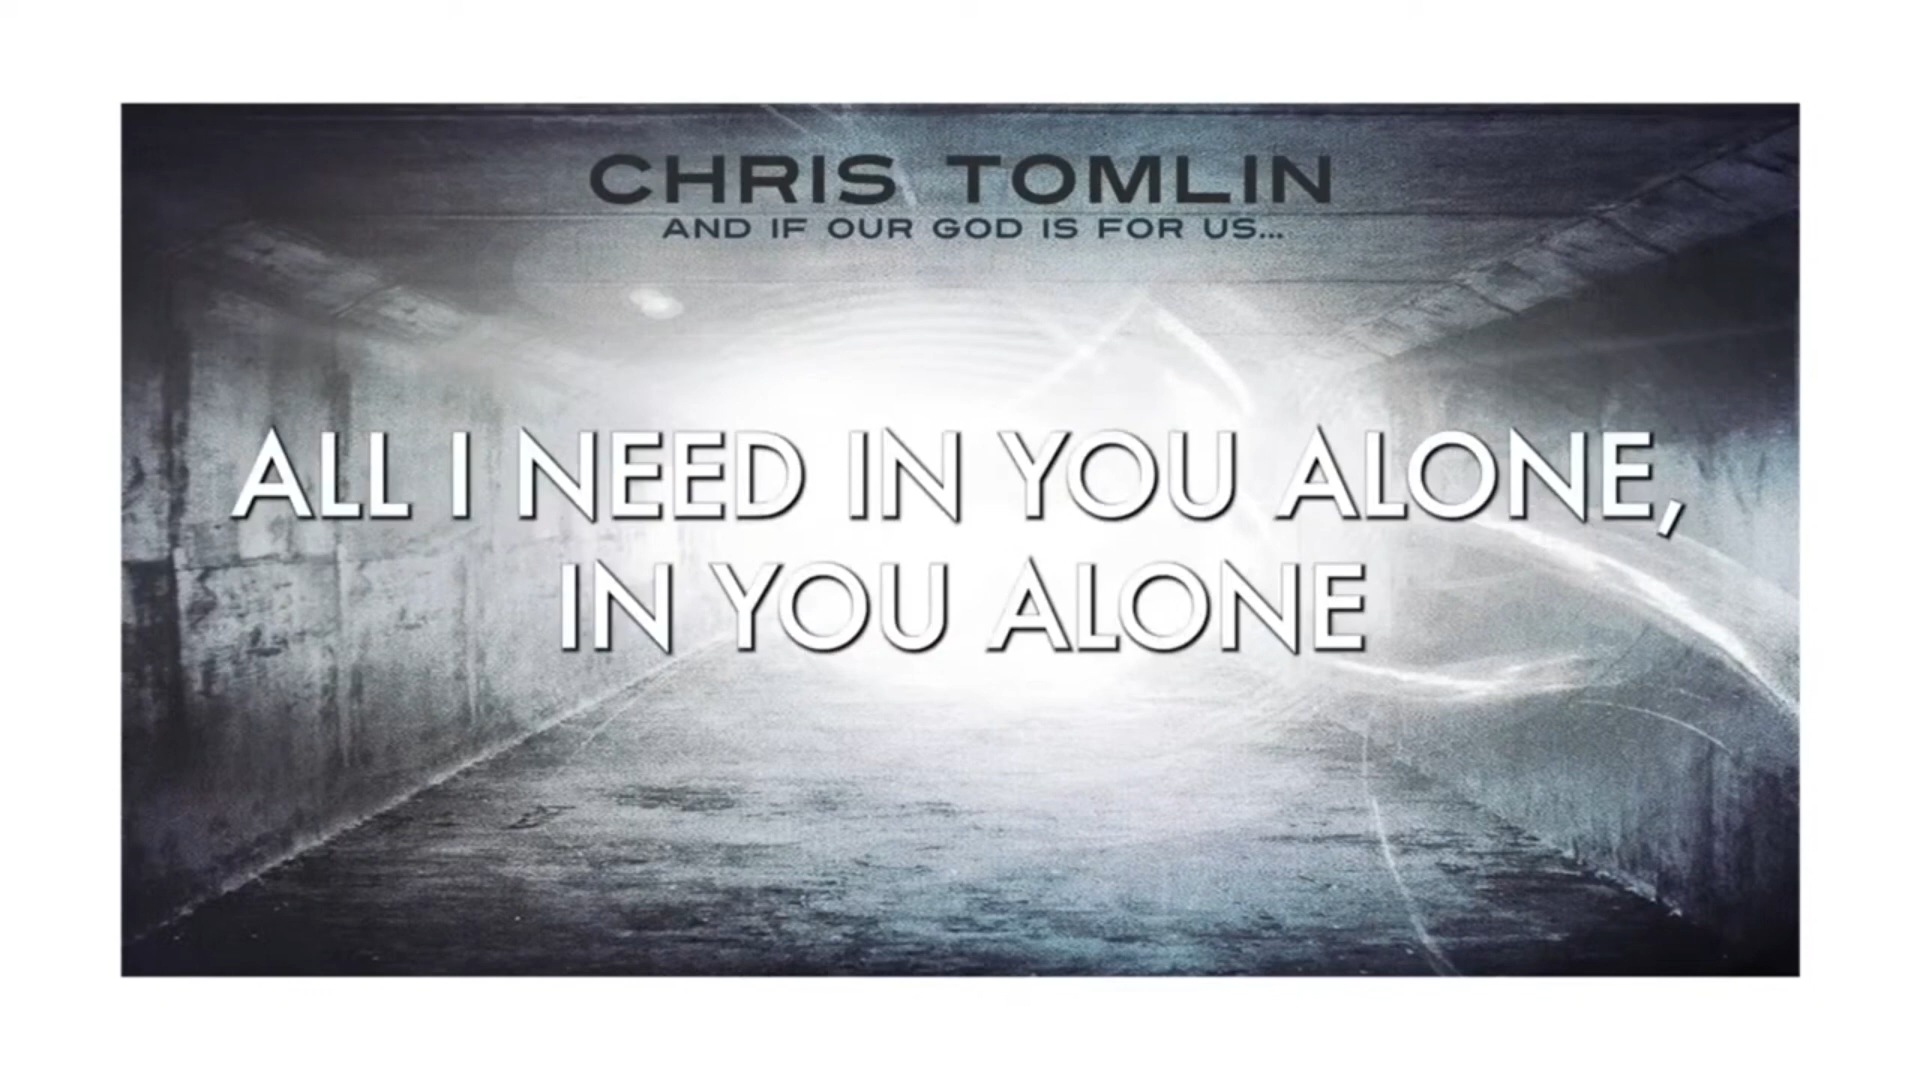 CHRIS TOMLIN
AND IF OUR GOD IS FOR US...
ALL I NEED IN YOU ALONE,
IN YOU ALONE